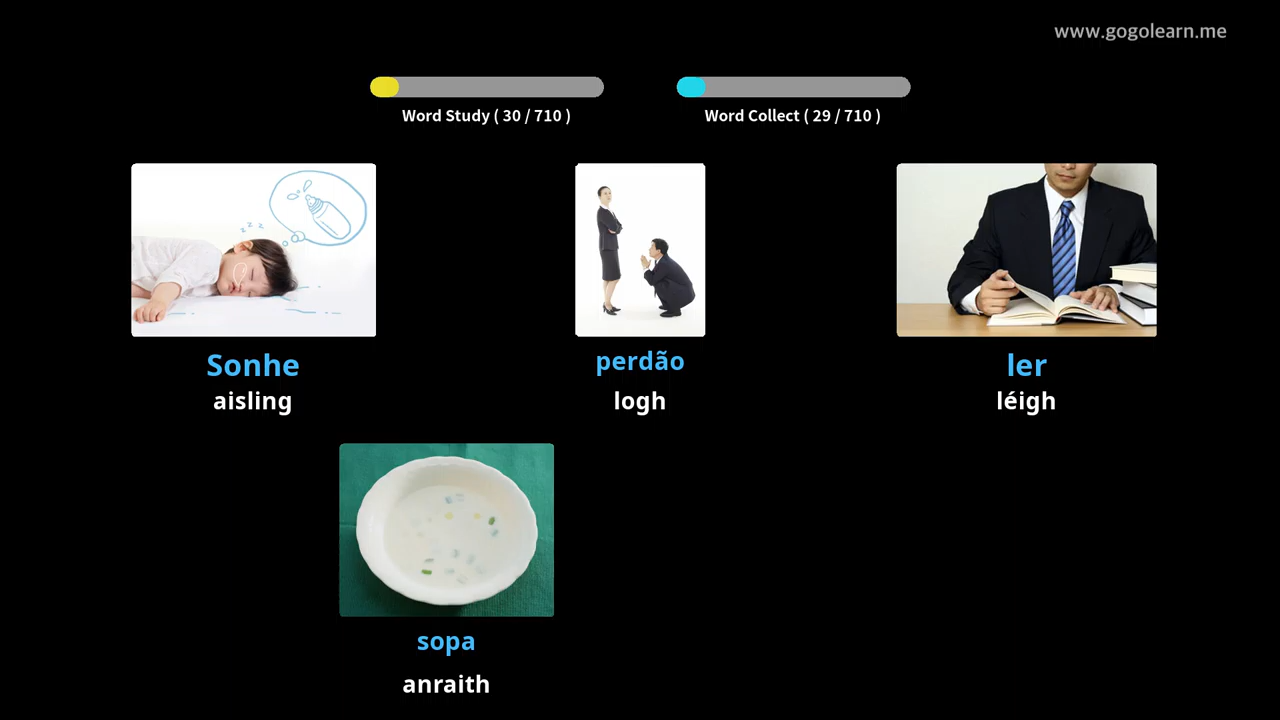 www.gogolearn.me
Word Study ( 30 / 710 )
Word Collect ( 29 / 710 )
z z z
Sonhe
aisling
perdão
logh
ler
léigh
sopa
anraith